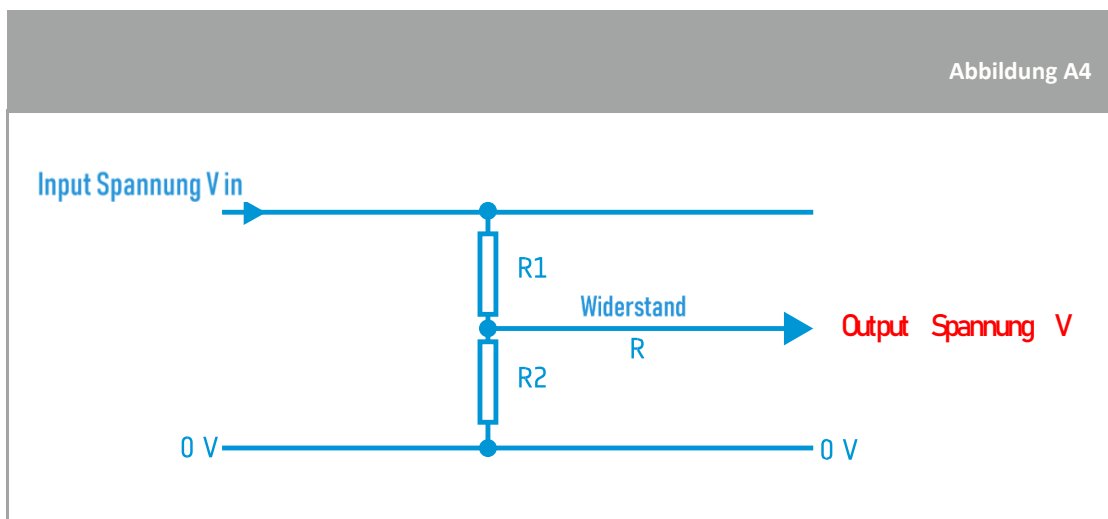 Abbildung A4
Input Spannung V in
R1
Widerstand
R
Output Spannung V
R2
0 V
0 V